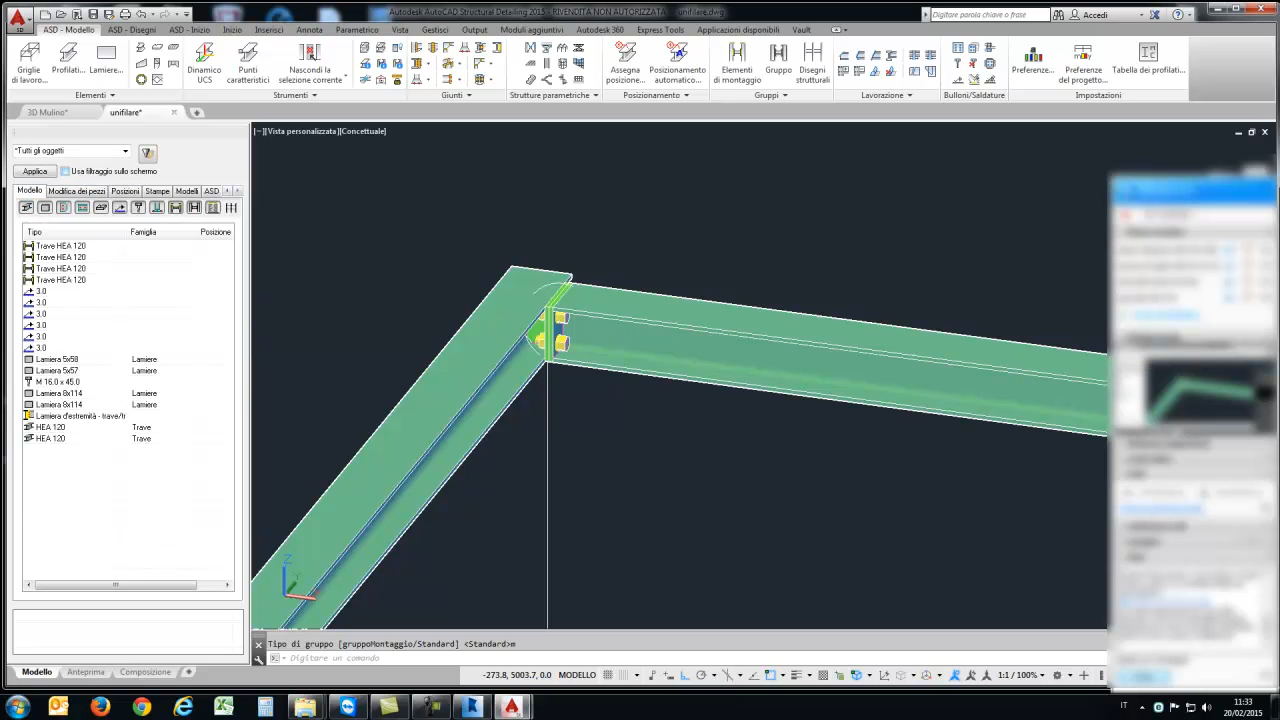 Autodesk AutoCAD Structural Detailing 2015 - RIVENDITA NON AUTORIZZATA unifilare.dwg
Digitare parola chiave o frase
Accedi
3D
ASD - Modello ASD - Disegni ASD - Inizio Inizio Inserisci Annota Parametrico Vista Gestisci Output Moduli aggiuntivi Autodesk 360 Express Tools Applicazioni disponibili Vault
Griglie di lavoro... Profilati... Lamiere...
Dinamico UCS Punti caratteristici Nascondi la selezione corrente
Assegna posizione... Posizionamento automatico...
Elementi di montaggio Gruppo Disegni strutturali
Preferenze... Preferenze del progetto... Tabella dei profilati...
Elementi Strumenti Giunti Strutture parametriche Posizionamento Gruppi Lavorazione Bulloni/Saldature Impostazioni
3D Mulino* unifilare*
[−][Vista personalizzata][Concettuale]
*Tutti gli oggetti
Applica Usa filtraggio sullo schermo
Modello Modifica dei pezzi Posizioni Stampe Modelli ASD
Tipo Famiglia Posizione
Trave HEA 120
Trave HEA 120
Trave HEA 120
Trave HEA 120
3.0
3.0
3.0
3.0
3.0
3.0
Lamiera 5x58 Lamiere
Lamiera 5x57 Lamiere
M 16.0 x 45.0
Lamiera 8x114 Lamiere
Lamiera 8x114 Lamiere
Lamiera d'estremità - trave/tr
HEA 120 Trave
HEA 120 Trave
Z
Tipo di gruppo [gruppoMontaggio/Standard] <Standard>m
Digitare un comando
Modello Anteprima Composizione
-273.8, 5003.7, 0.0 MODELLO
1:1 / 100%
IT
11:33
20/02/2015